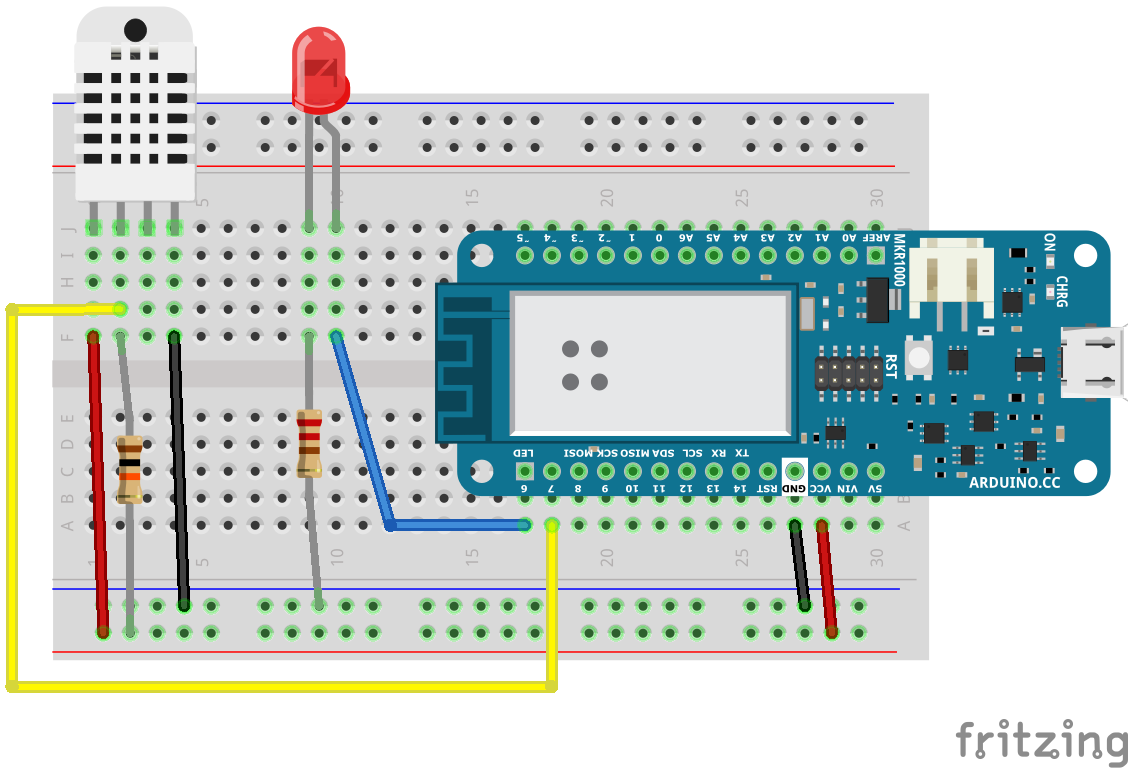 5
15
20
25
30
J
I
H
G
F
~5
~4
~3
~2
1
0
A6
A5
A4
A3
A2
A1
A0
AREF
MKR1000
ON
CHRG
RST
E
D
C
B
A
LED
MOSI
SCK
MISO
SDA
SCL
RX
TX
6
7
8
9
10
11
12
13
14
RST
GND
VCC
VIN
5V
ARDUINO.CC
B
A
1
5
10
15
20
25
30
fritzing